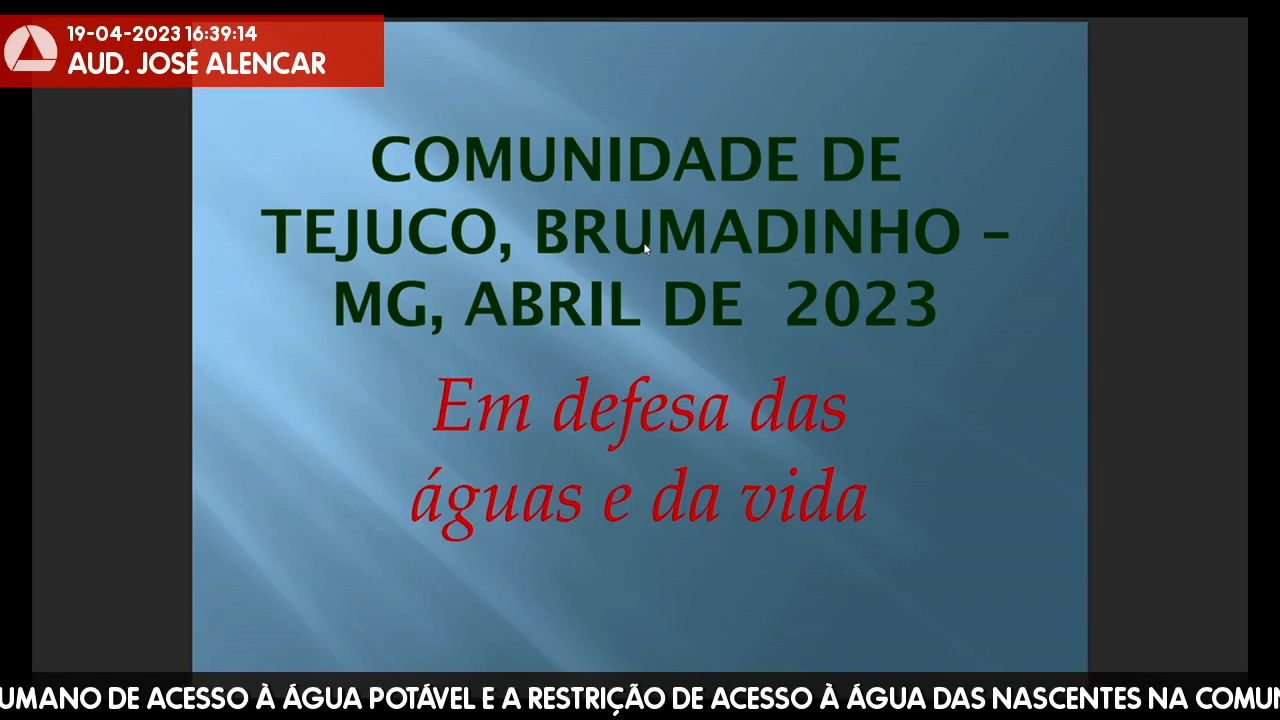 19-04-2023 16:39:14
AUD. JOSÉ ALENCAR
COMUNIDADE DE
TEJUCO, BRUMADINHO –
MG, ABRIL DE 2023
Em defesa das
águas e da vida
UMANO DE ACESSO À ÁGUA POTÁVEL E A RESTRIÇÃO DE ACESSO À ÁGUA DAS NASCENTES NA COMUN